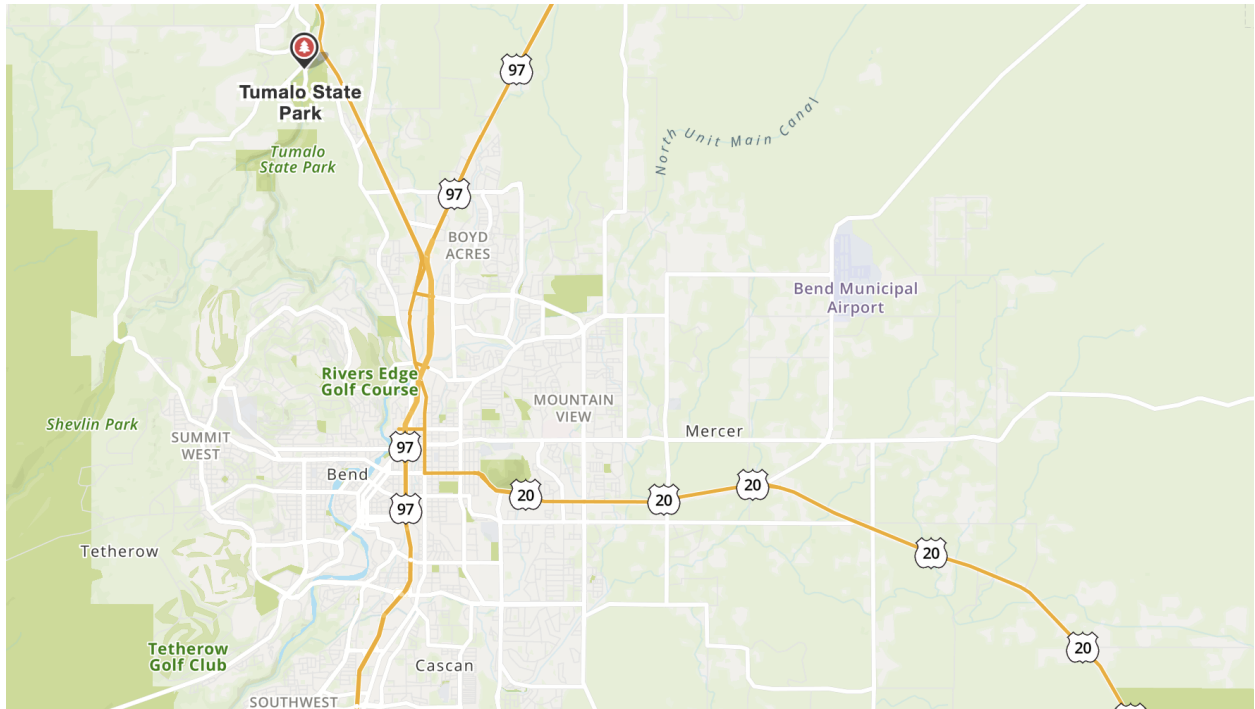 97
Tumalo State
Park
North Unit Main Canal
Tumalo
State Park
97
BOYD
ACRES
Bend Municipal
Airport
Rivers Edge
Golf Course
MOUNTAIN
VIEW
Shevlin Park
SUMMIT
WEST
Mercer
97
Bend
20
20
20
97
Tetherow
20
Tetherow
Golf Club
20
Cascan
SOUTHWEST